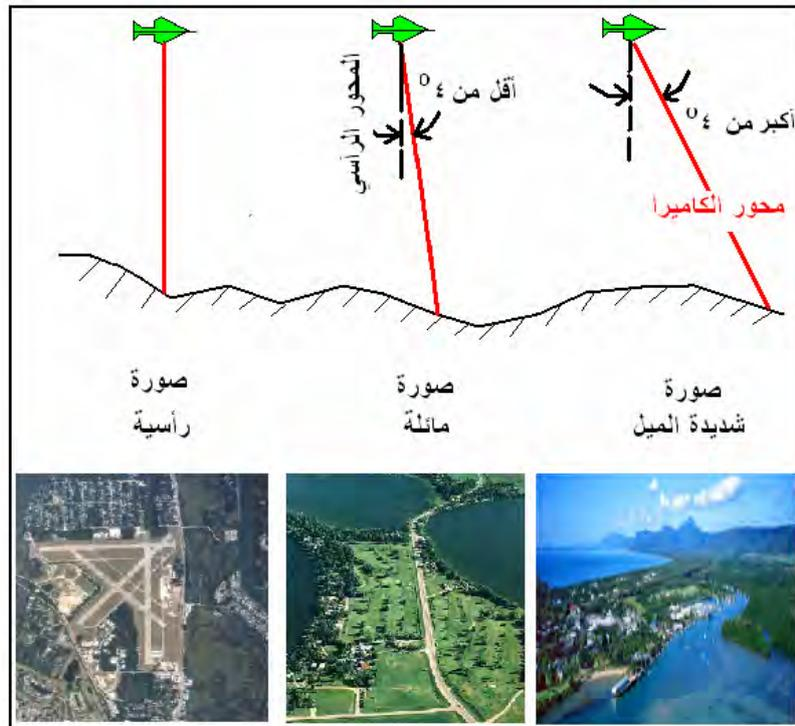 المحور الرأسي
أقل من ٤°
أكبر من ٤°
محور الكاميرا
صورة
رأسية
صورة
مائلة
صورة
شديدة الميل